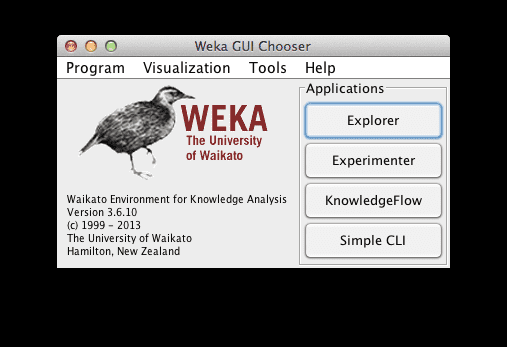 Weka GUI Chooser
Program Visualization Tools Help
WEKA
The University
of Waikato
Waikato Environment for Knowledge Analysis
Version 3.6.10
(c) 1999 - 2013
The University of Waikato
Hamilton, New Zealand
Applications
Explorer
Experimenter
KnowledgeFlow
Simple CLI